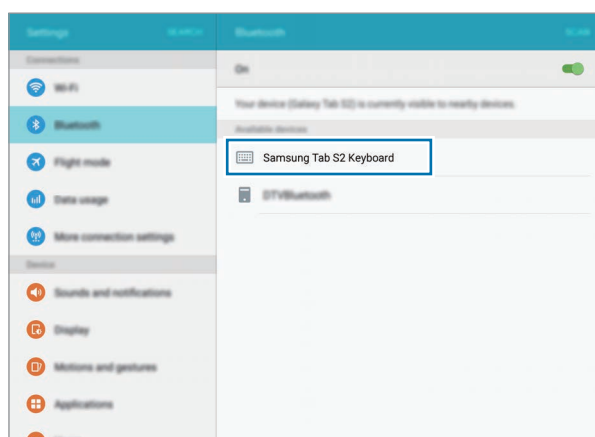 Settings
SEARCH
Bluetooth
SCAN
Connections
Wi-Fi
Bluetooth
Flight mode
Data usage
More connection settings
Device
Sounds and notifications
Display
Motions and gestures
Applications
On
Your device (Galaxy Tab S2) is currently visible to nearby devices.
Available devices
Samsung Tab S2 Keyboard
DTVBluetooth